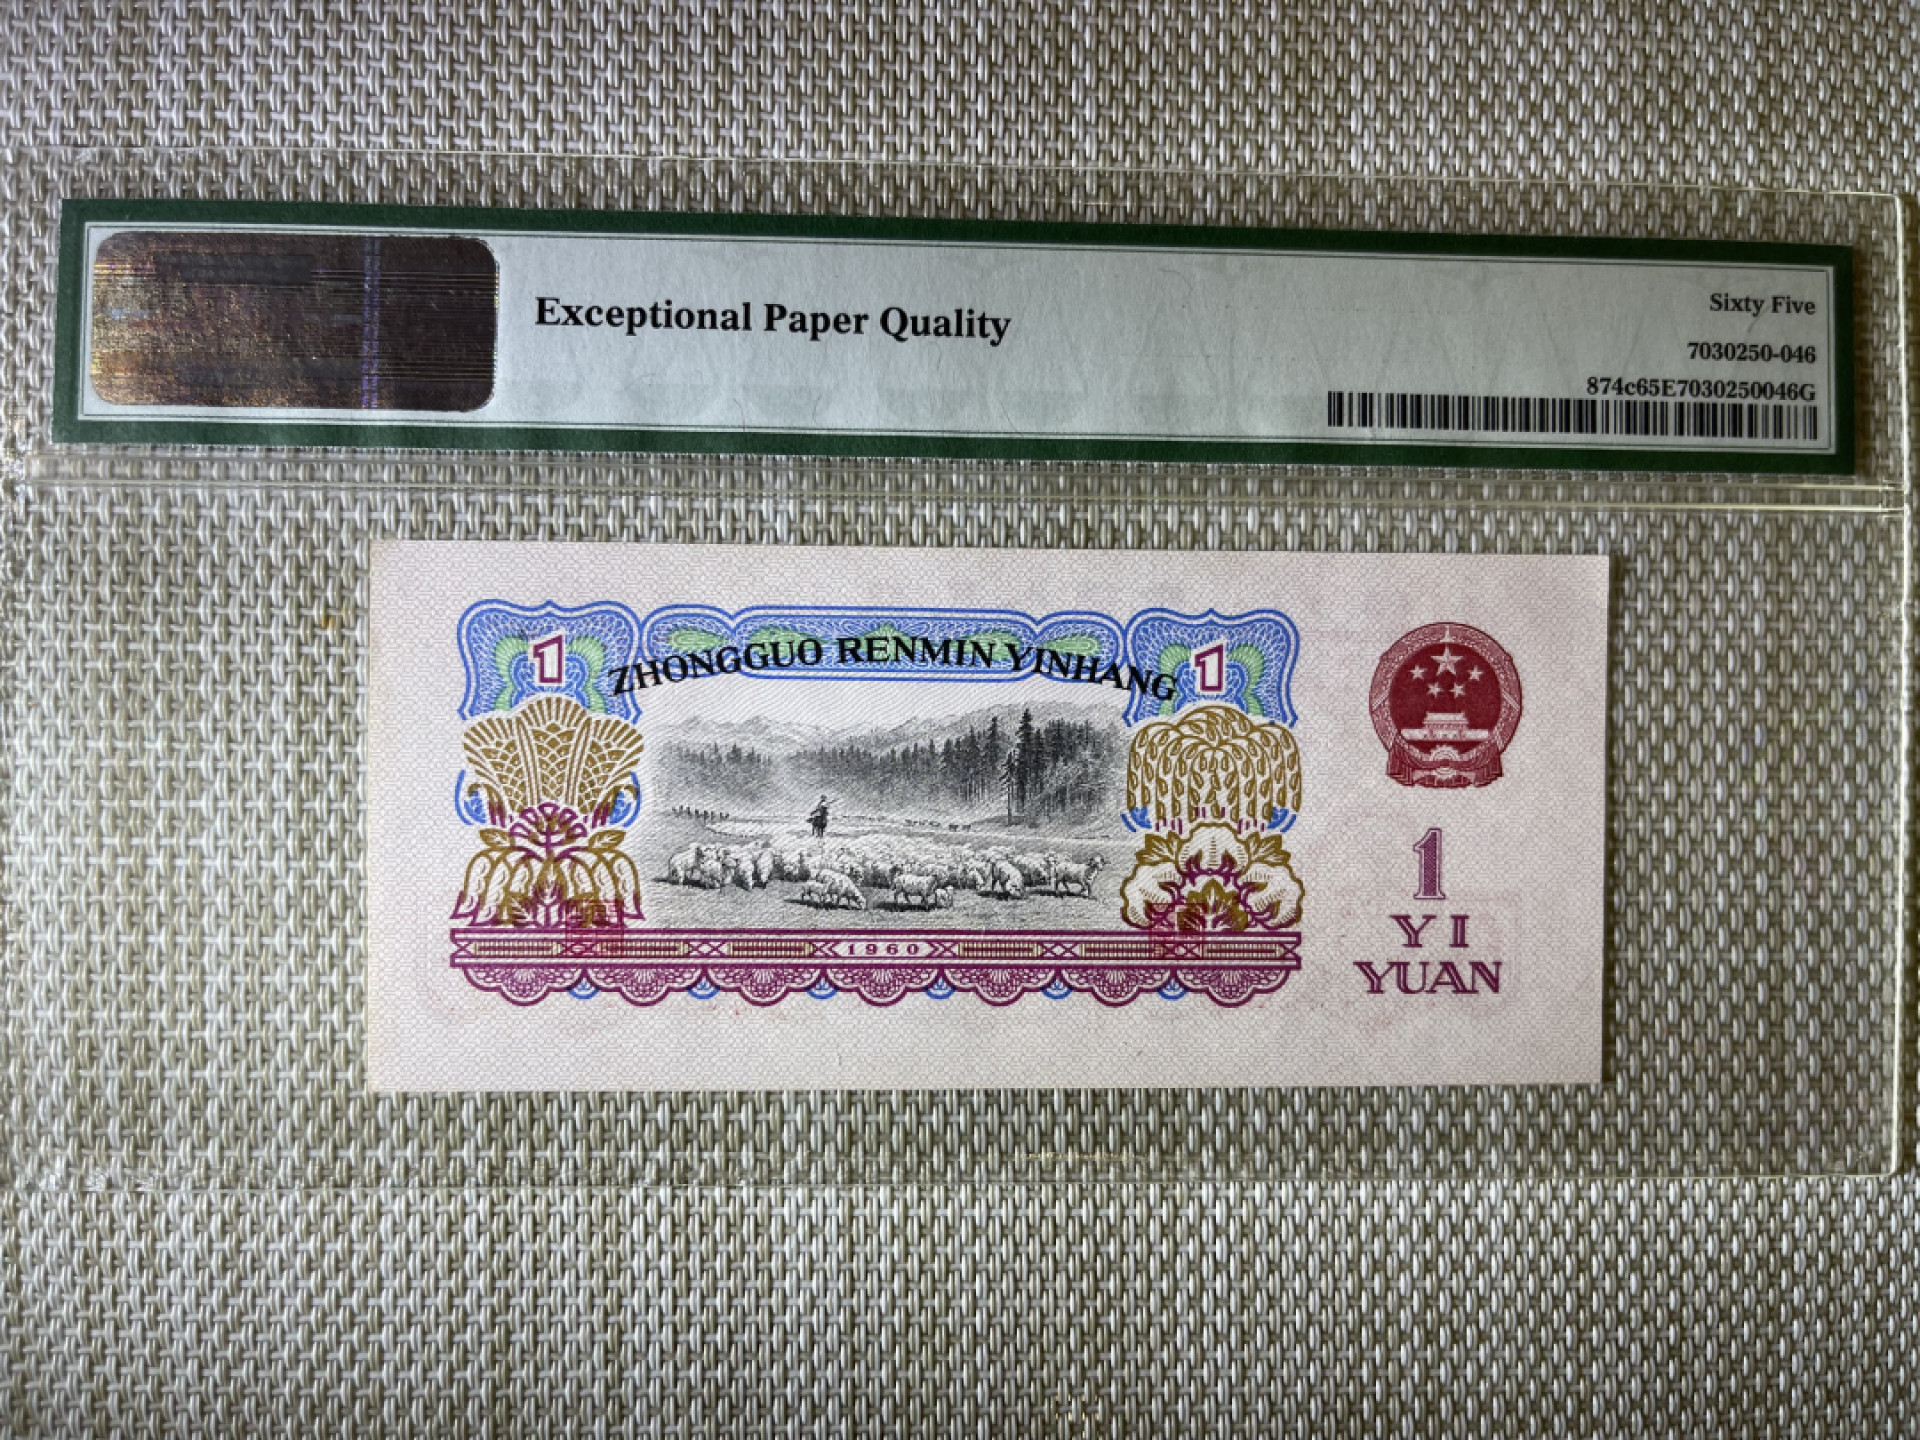 Exceptional Paper Quality
Sixty Five
7030250-046
874c65E7030250046G
1
ZHONGGUO RENMIN YINHANG
1
1
YI
YUAN
1960